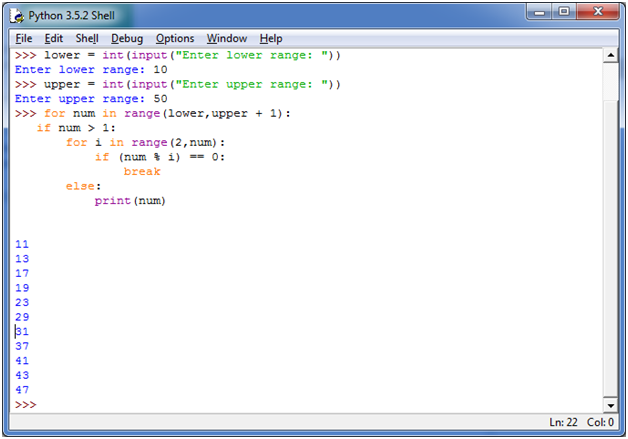 Python 3.5.2 Shell
File Edit Shell Debug Options Window Help
>>> lower = int(input("Enter lower range: "))
Enter lower range: 10
>>> upper = int(input("Enter upper range: "))
Enter upper range: 50
>>> for num in range(lower,upper + 1):
   if num > 1:
       for i in range(2,num):
           if (num % i) == 0:
               break
       else:
           print(num)
11
13
17
19
23
29
31
37
41
43
47
>>>
Ln: 22 Col: 0